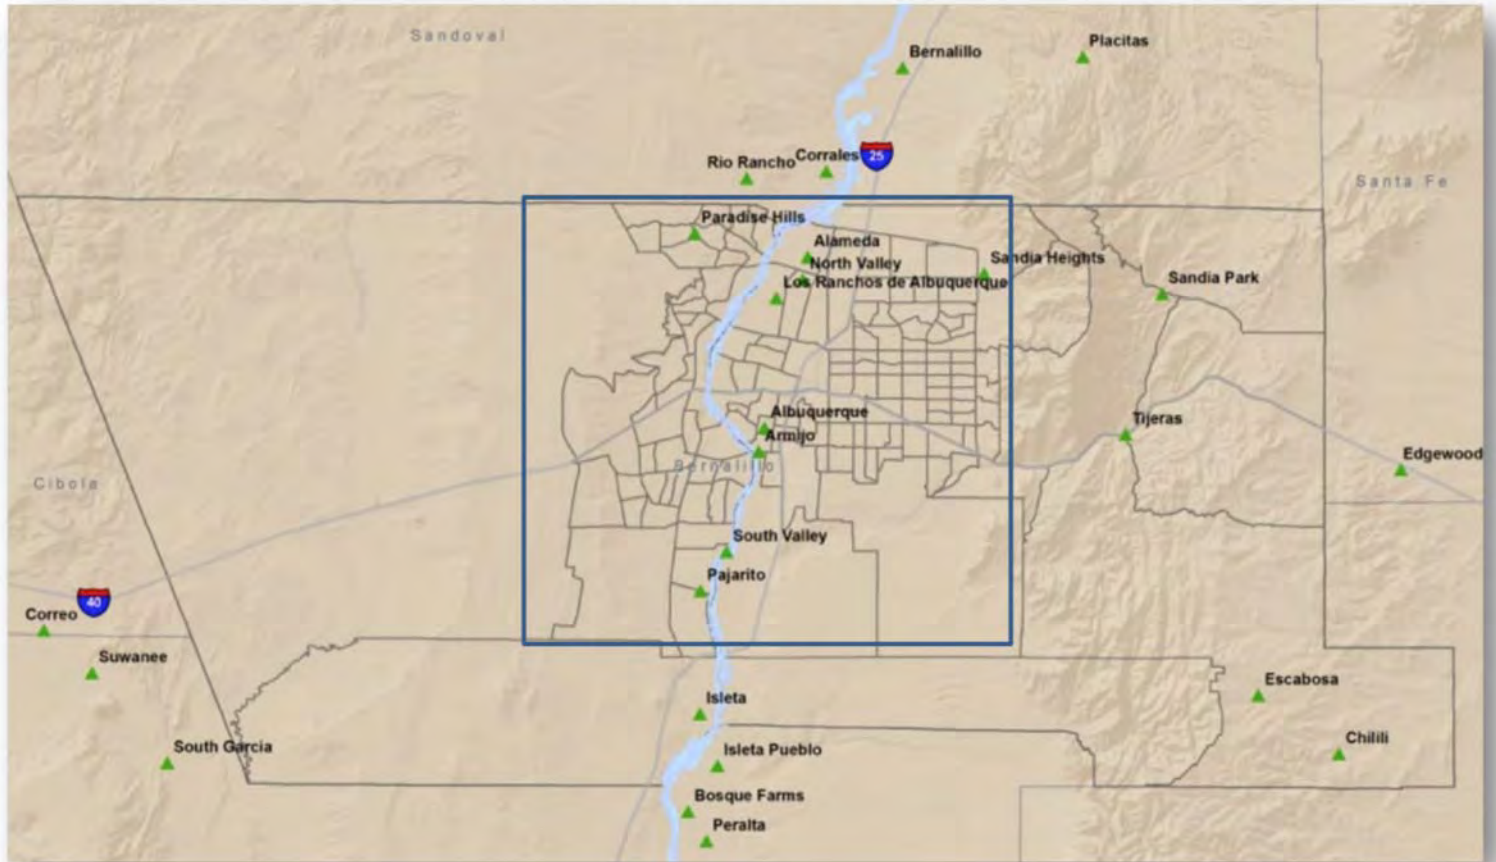 Sandoval
Placitas
Bernalillo
Rio Rancho
Corrales
25
Santa Fe
Paradise Hills
Alameda
North Valley
Sandia Heights
Sandia Park
Los Ranchos de Albuquerque
Albuquerque
Tijeras
Armijo
Edgewood
Bernalillo
Cibola
South Valley
Pajarito
40
Correo
Suwanee
Escabosa
Isleta
Chilili
South Garcia
Isleta Pueblo
Bosque Farms
Peralta